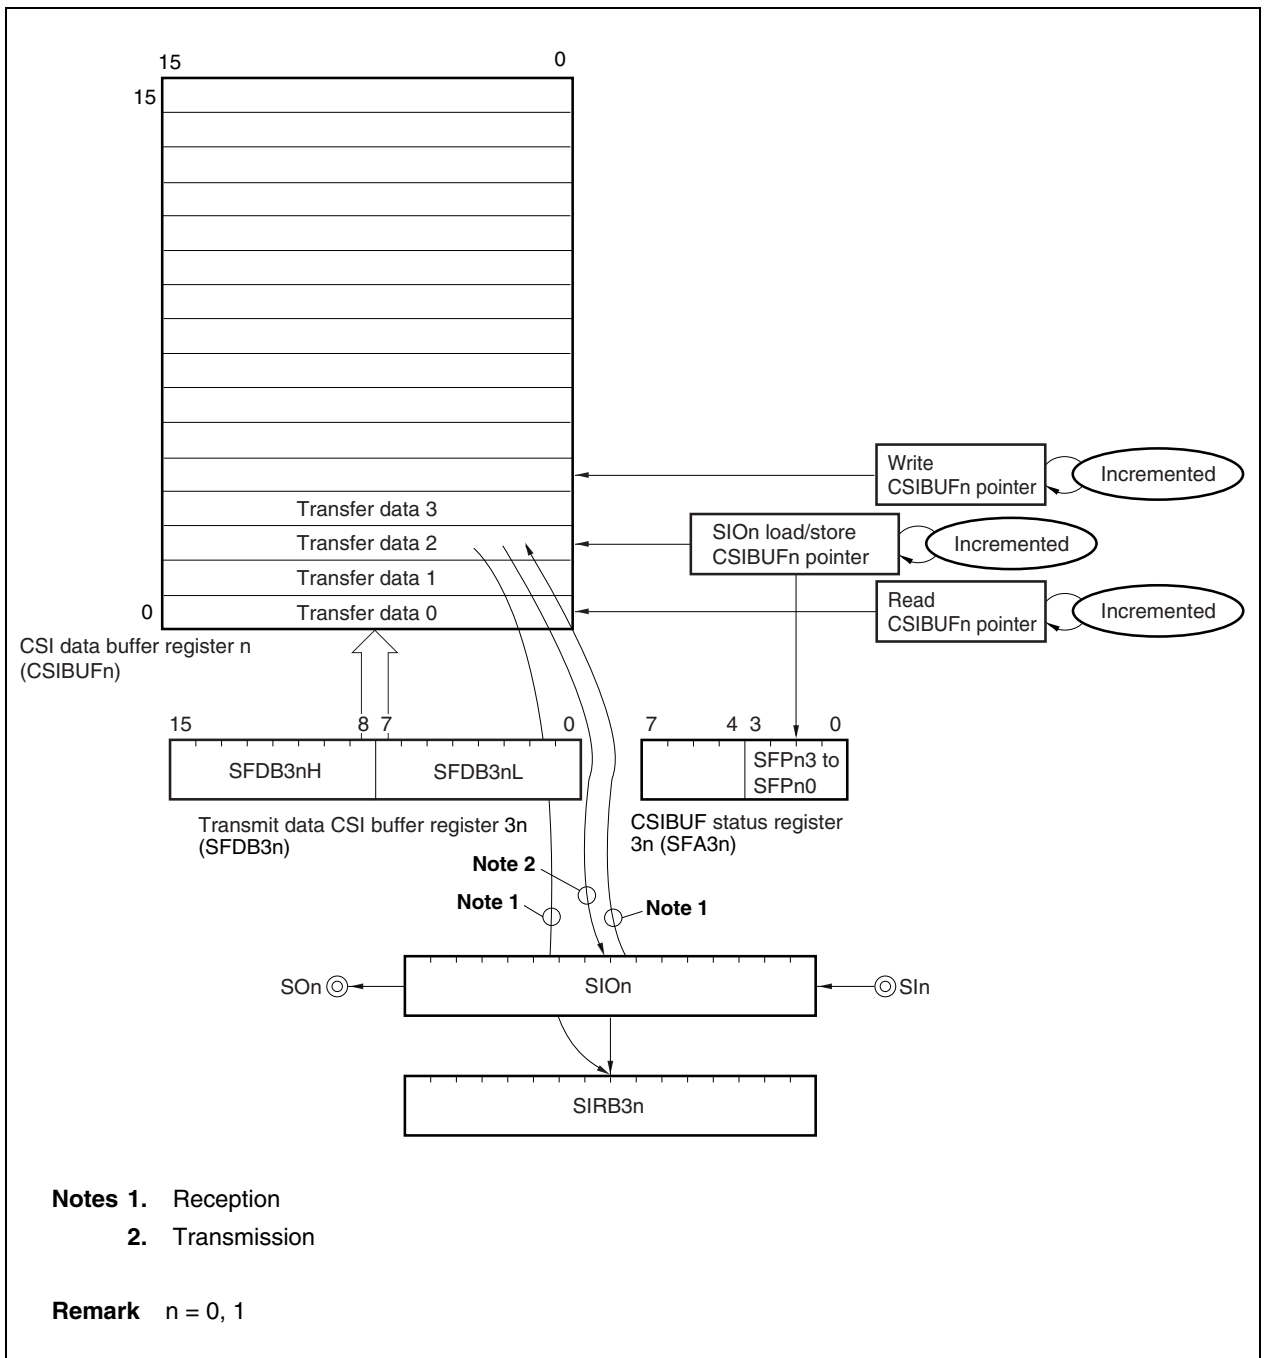 15 0
15
Write
CSIBUFn pointer
Incremented
Transfer data 3
SIOn load/store
CSIBUFn pointer
Incremented
Transfer data 2
Transfer data 1
Read
CSIBUFn pointer
Incremented
0 Transfer data 0
CSI data buffer register n
(CSIBUFn)
15 8 7 0
7 4 3 0
SFDB3nH SFDB3nL
SFPn3 to
SFPn0
Transmit data CSI buffer register 3n
(SFDB3n)
CSIBUF status register
3n (SFA3n)
Note 2
Note 1
Note 1
SOn SIOn SIn
SIRB3n
Notes 1. Reception
2. Transmission
Remark n = 0, 1